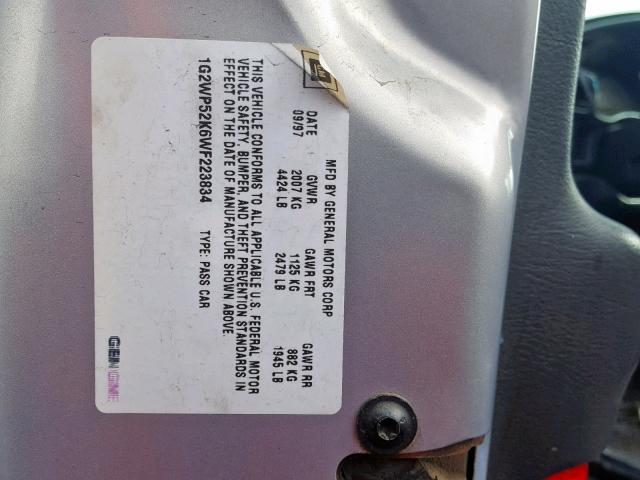 MFD BY GENERAL MOTORS CORP
DATE GVWR GAWR FRT GAWR RR
09/97 2007 KG 1125 KG 882 KG
4424 LB 2479 LB 1945 LB
THIS VEHICLE CONFORMS TO ALL APPLICABLE U.S. FEDERAL MOTOR
VEHICLE SAFETY, BUMPER, AND THEFT PREVENTION STANDARDS IN
EFFECT ON THE DATE OF MANUFACTURE SHOWN ABOVE.
1G2WP52K6WF223834 TYPE: PASS CAR